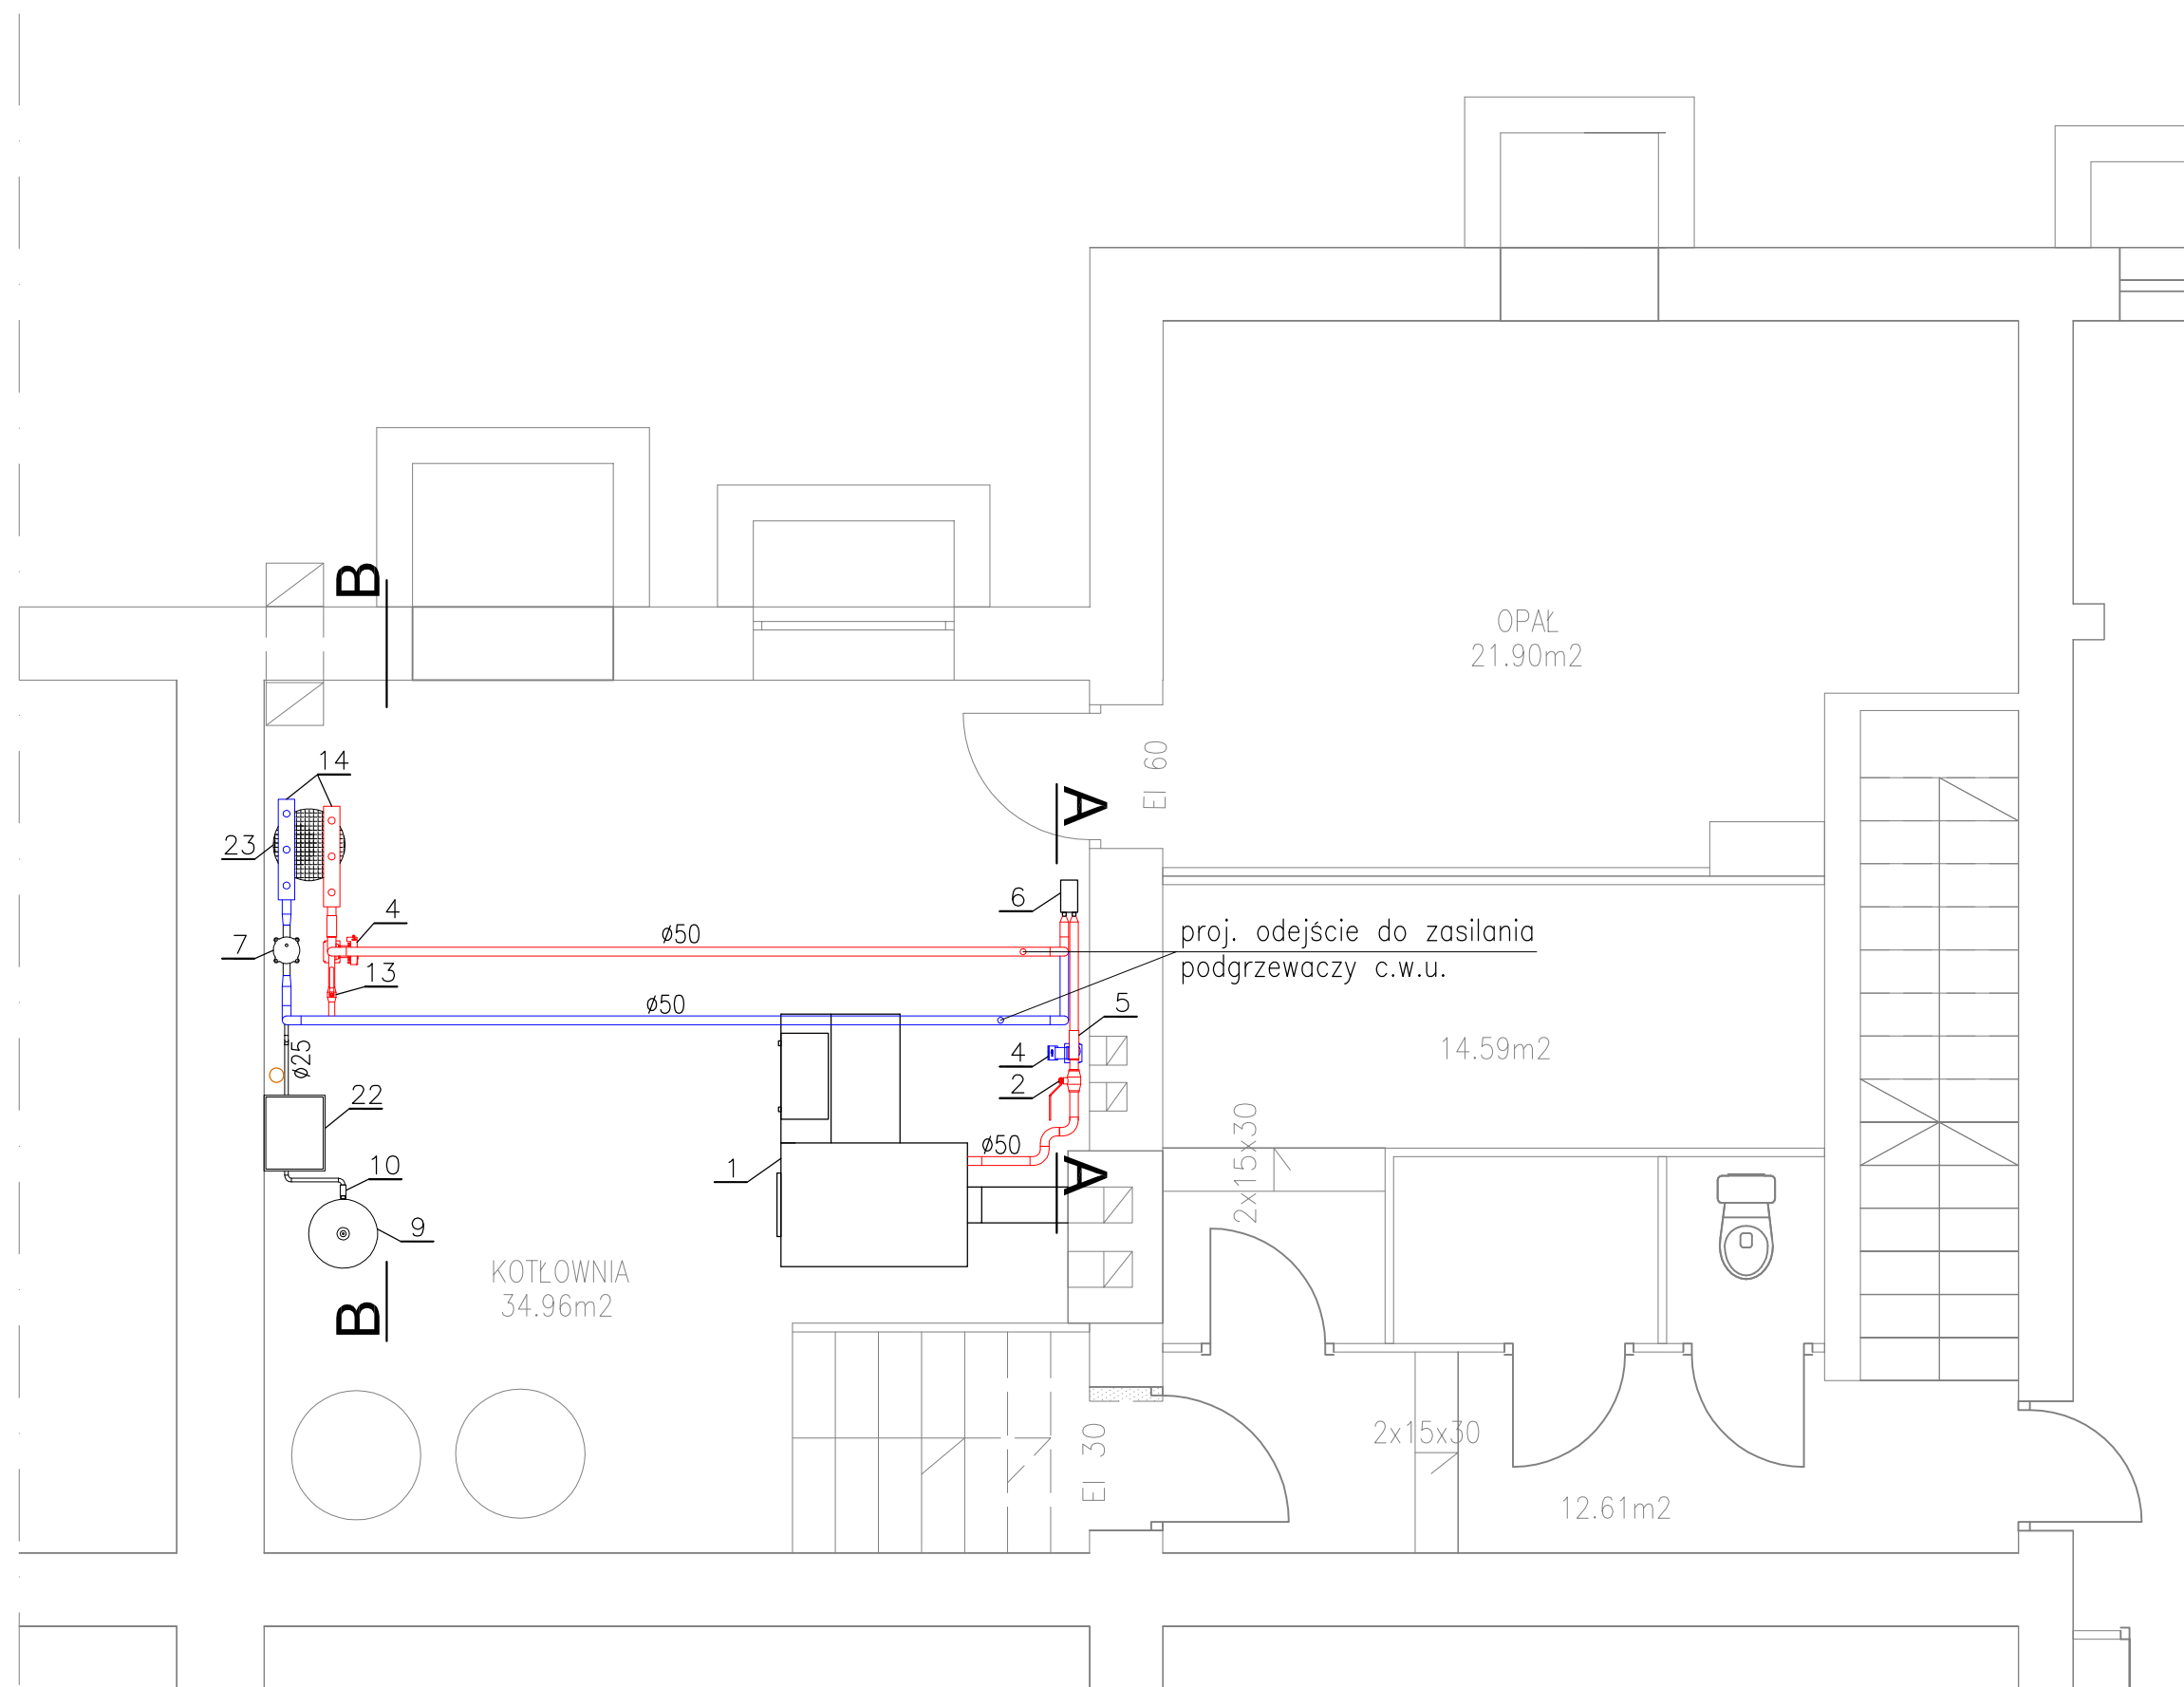 B
OPAŁ
21.90m2
14
EI 60
A
23
6
4
ø50
proj. odejście do zasilania
podgrzewaczy c.w.u.
7
13
ø50
5
ø25
4
14.59m2
2
22
ø50
2x15x30
1
10
A
9
KOTŁOWNIA
34.96m2
B
2x15x30
EI 30
12.61m2